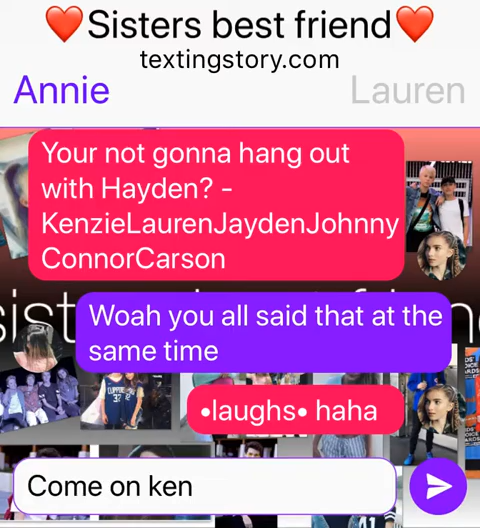 ❤️Sisters best friend❤️
textingstory.com
Annie
Lauren
Your not gonna hang out
with Hayden? -
KenzieLaurenJaydenJohnny
ConnorCarson
Woah you all said that at the
same time
•laughs• haha
Come on ken